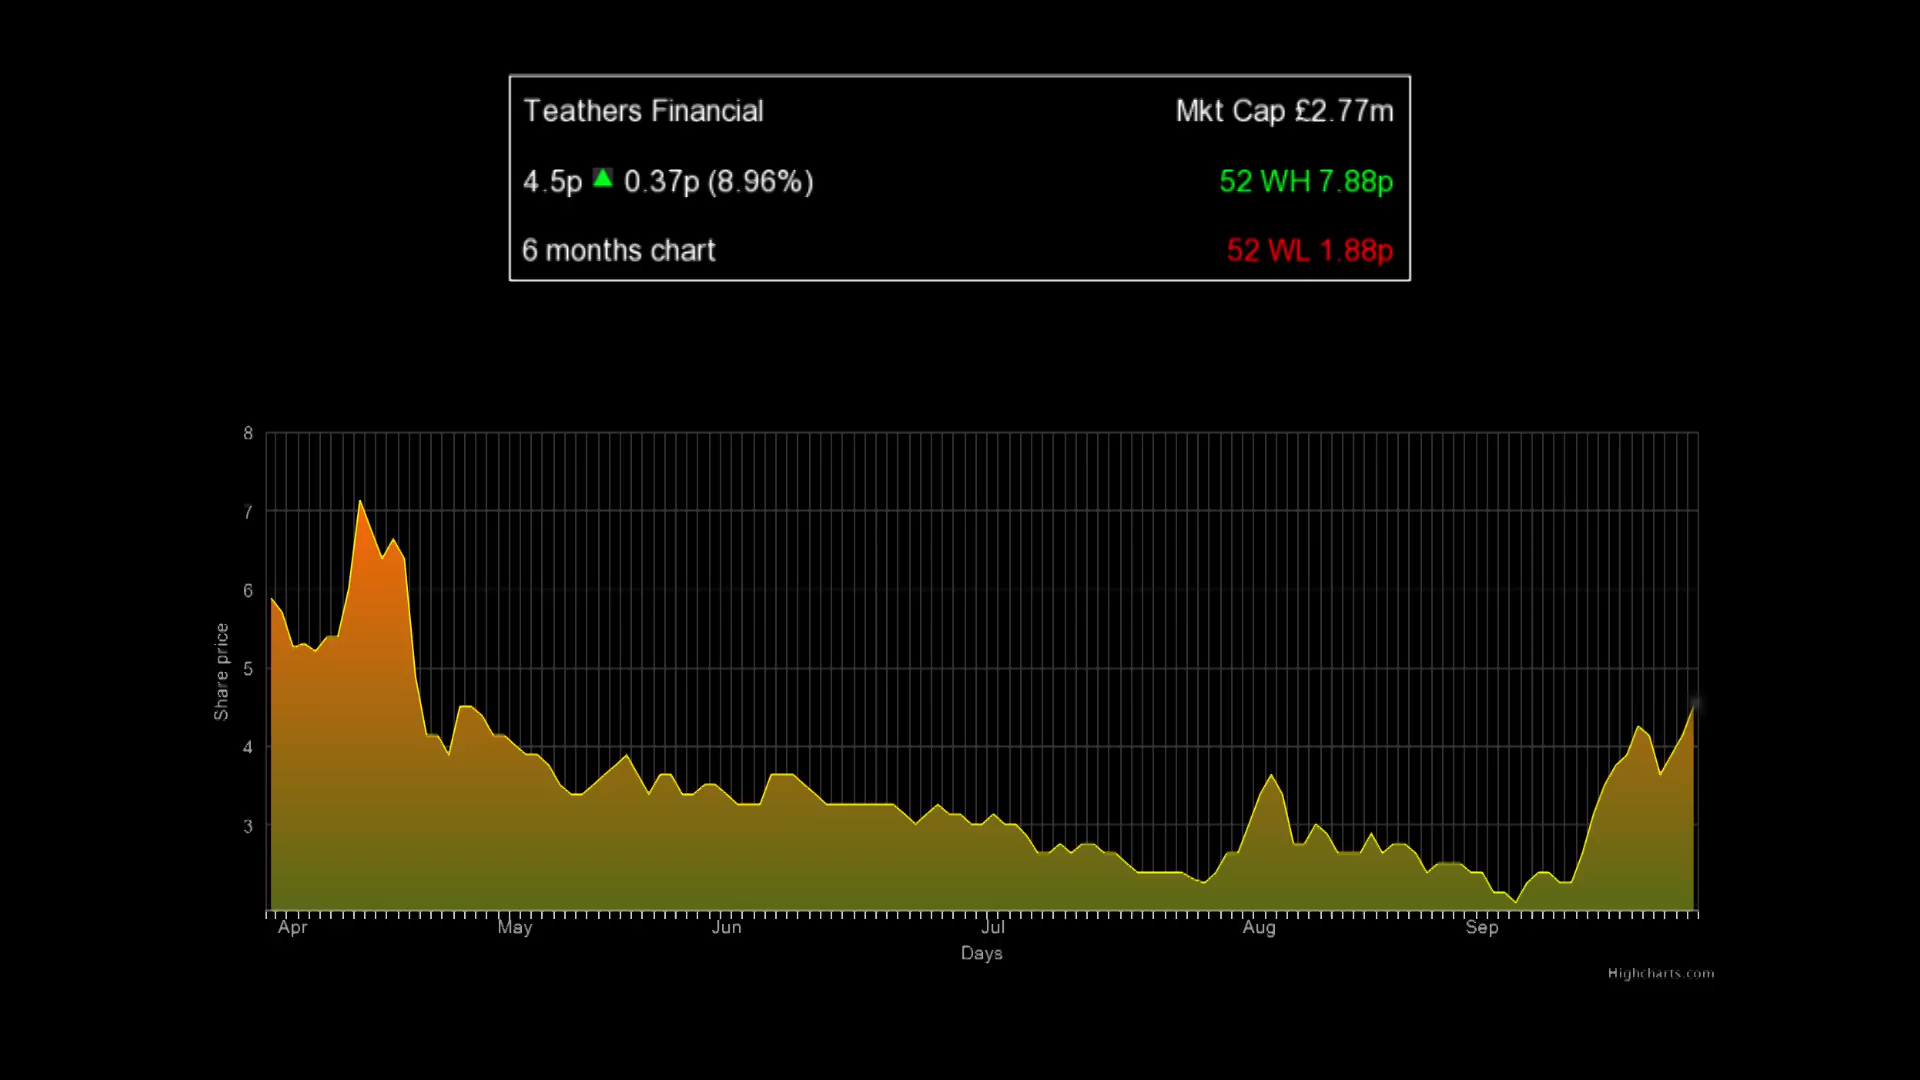 Teathers Financial
Mkt Cap £2.77m
4.5p ▲ 0.37p (8.96%)
52 WH 7.88p
6 months chart
52 WL 1.88p
8
7
6
5
4
3
Share price
Apr May Jun Jul Aug Sep
Days
Highcharts.com